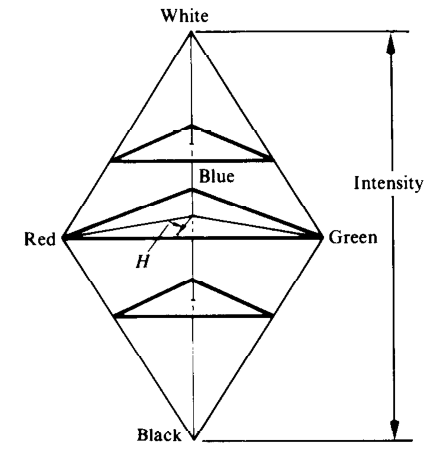 White
Blue
Intensity
Red
Green
H
Black